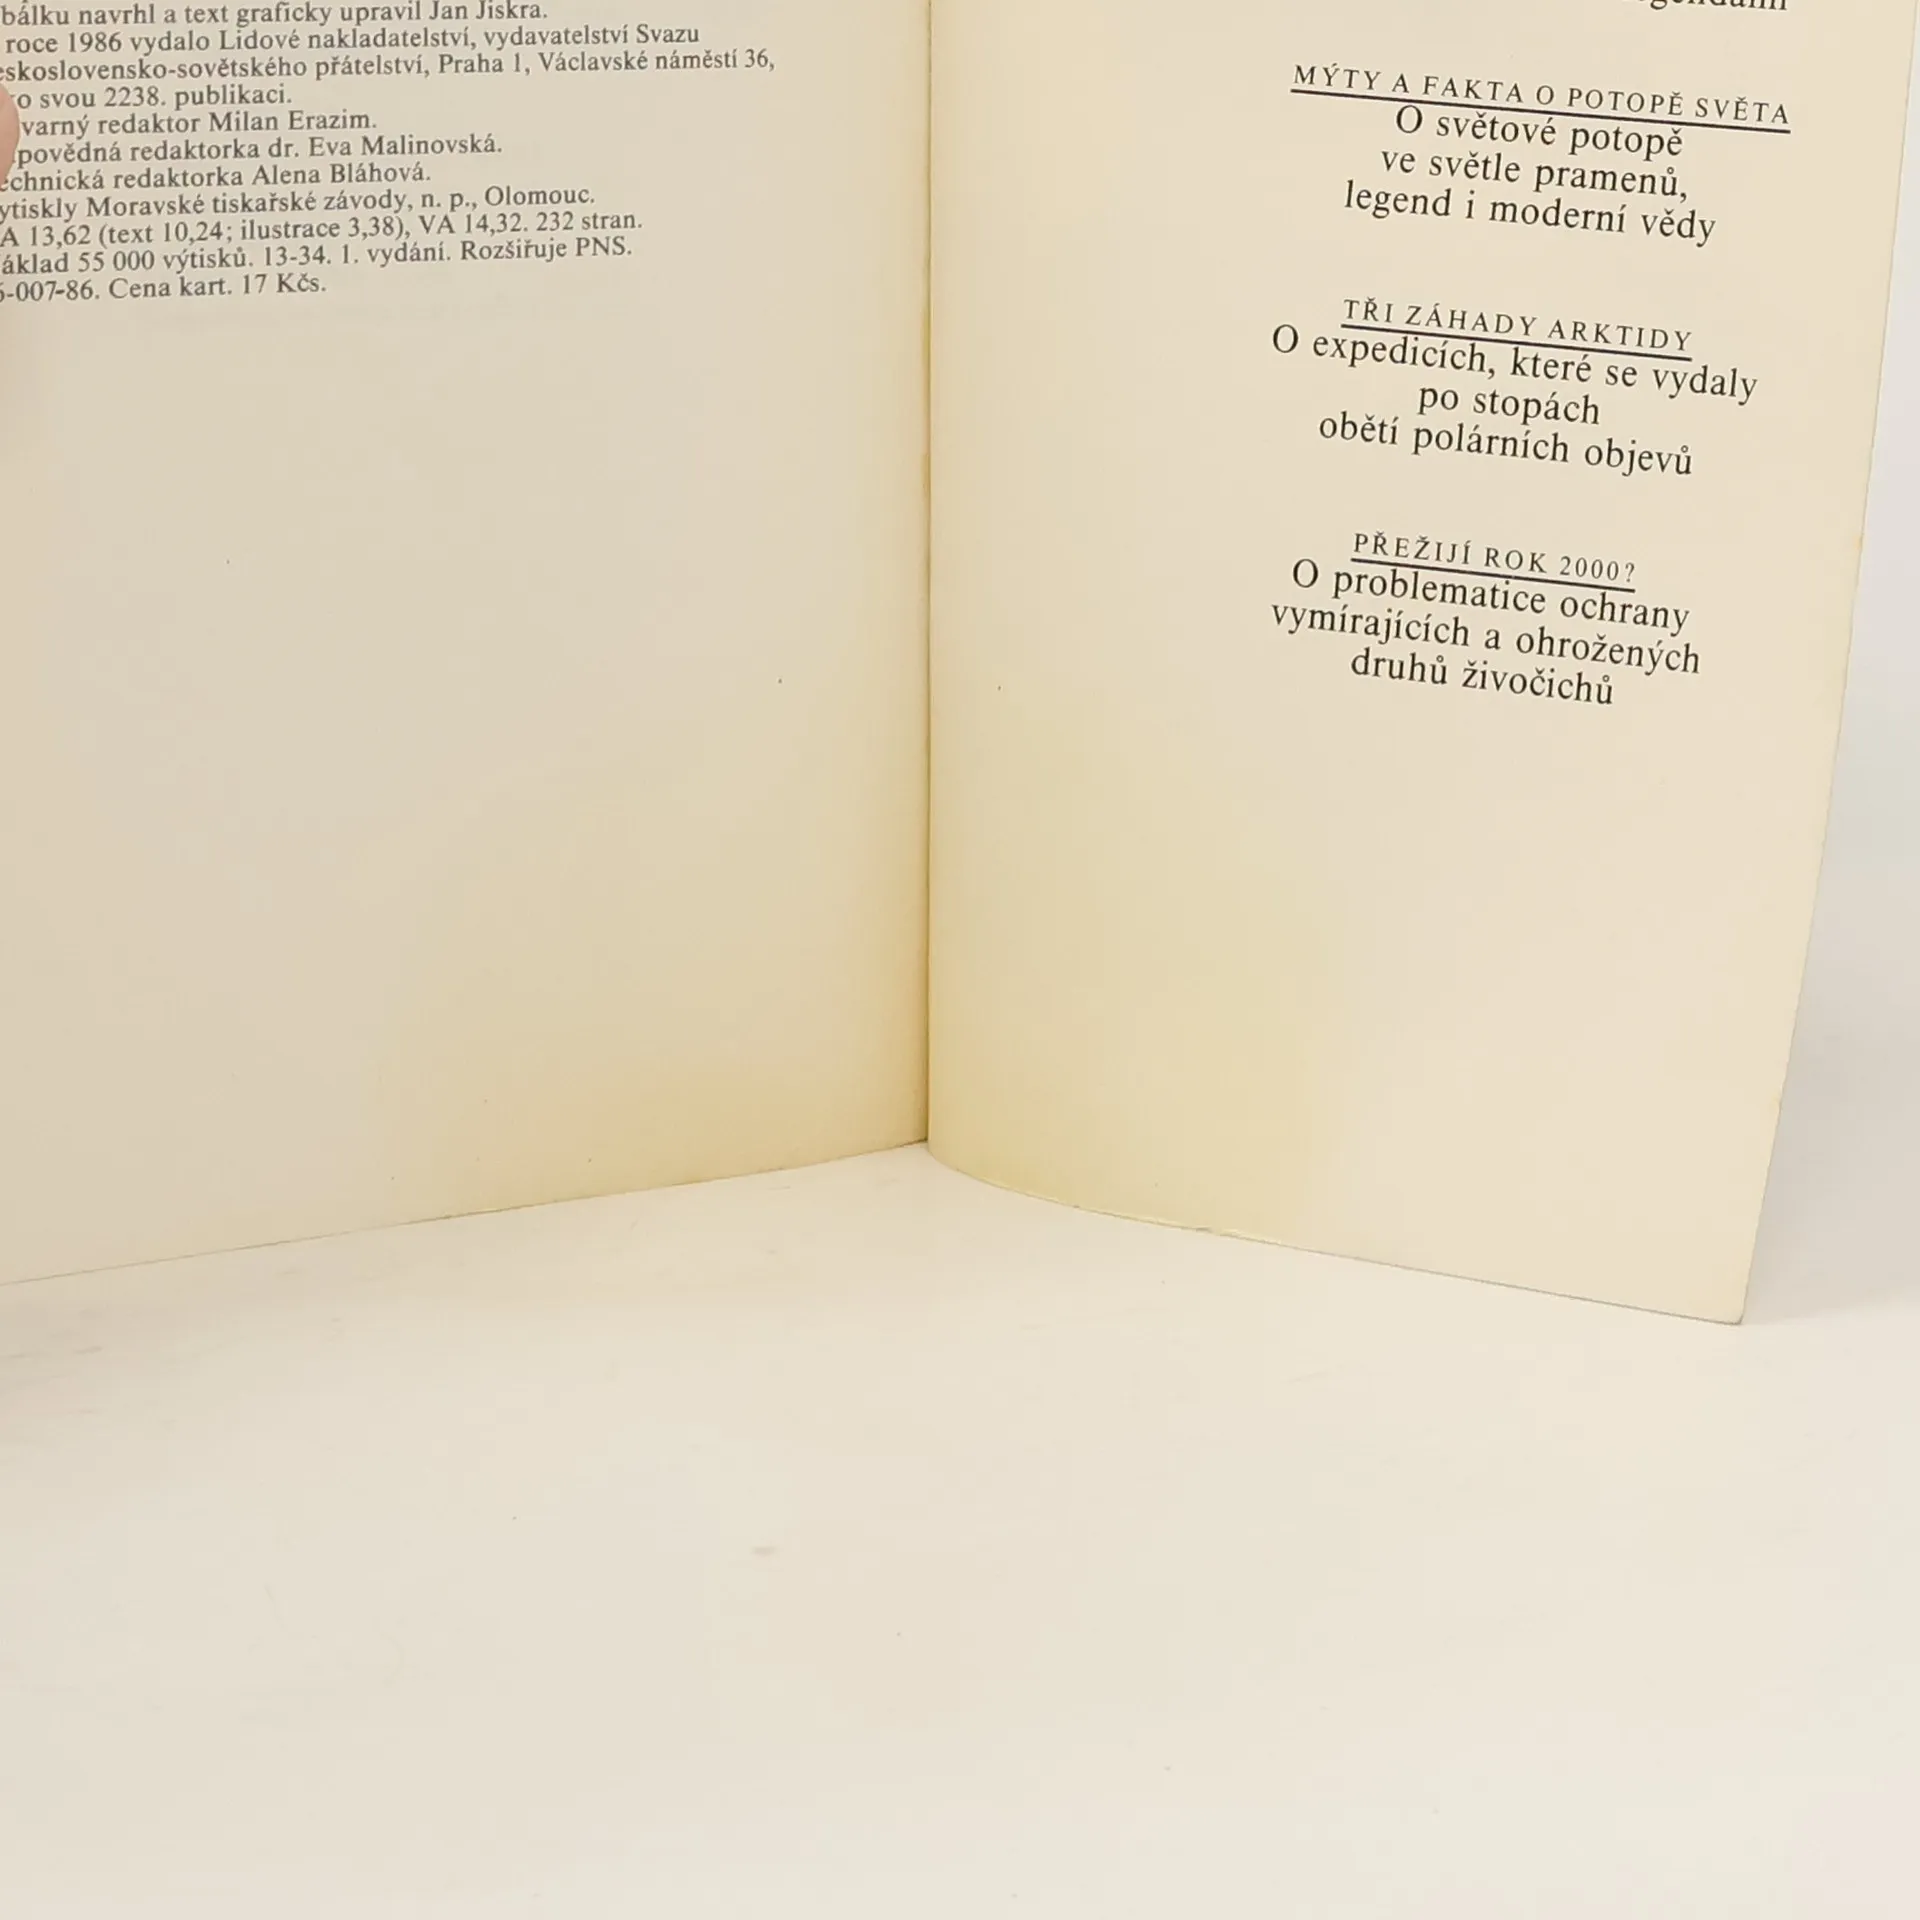 bálku navrhl a text graficky upravil Jan Jiskra.
roce 1986 vydalo Lidové nakladatelství, vydavatelství Svazu
eskoslovensko-sovětského přátelství, Praha 1, Václavské náměstí 36,
o svou 2238. publikaci.
varný redaktor Milan Erazim.
povědná redaktorka dr. Eva Malinovská.
echnická redaktorka Alena Bláhová.
ytiskly Moravské tiskařské závody, n. p., Olomouc.
A 13,62 (text 10,24; ilustrace 3,38), VA 14,32. 232 stran.
áklad 55 000 výtisků. 13-34. 1. vydání. Rozšiřuje PNS.
6-007-86. Cena kart. 17 Kčs.
MÝTY A FAKTA O POTOPĚ SVĚTA
O světové potopě
ve světle pramenů,
legend i moderní vědy
TŘI ZÁHADY ARKTIDY
O expedicích, které se vydaly
po stopách
obětí polárních objevů
PŘEŽIJÍ ROK 2000?
O problematice ochrany
vymírajících a ohrožených
druhů živočichů